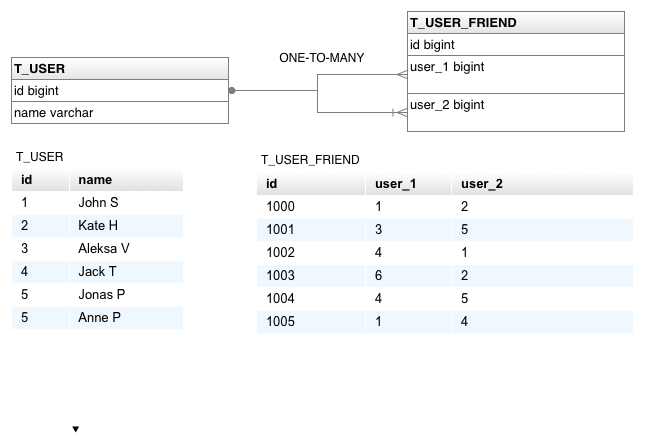 T_USER_FRIEND
id bigint
user_1 bigint
user_2 bigint
ONE-TO-MANY
T_USER
id bigint
name varchar
T_USER
id name
1 John S
2 Kate H
3 Aleksa V
4 Jack T
5 Jonas P
5 Anne P
T_USER_FRIEND
id user_1 user_2
1000 1 2
1001 3 5
1002 4 1
1003 6 2
1004 4 5
1005 1 4